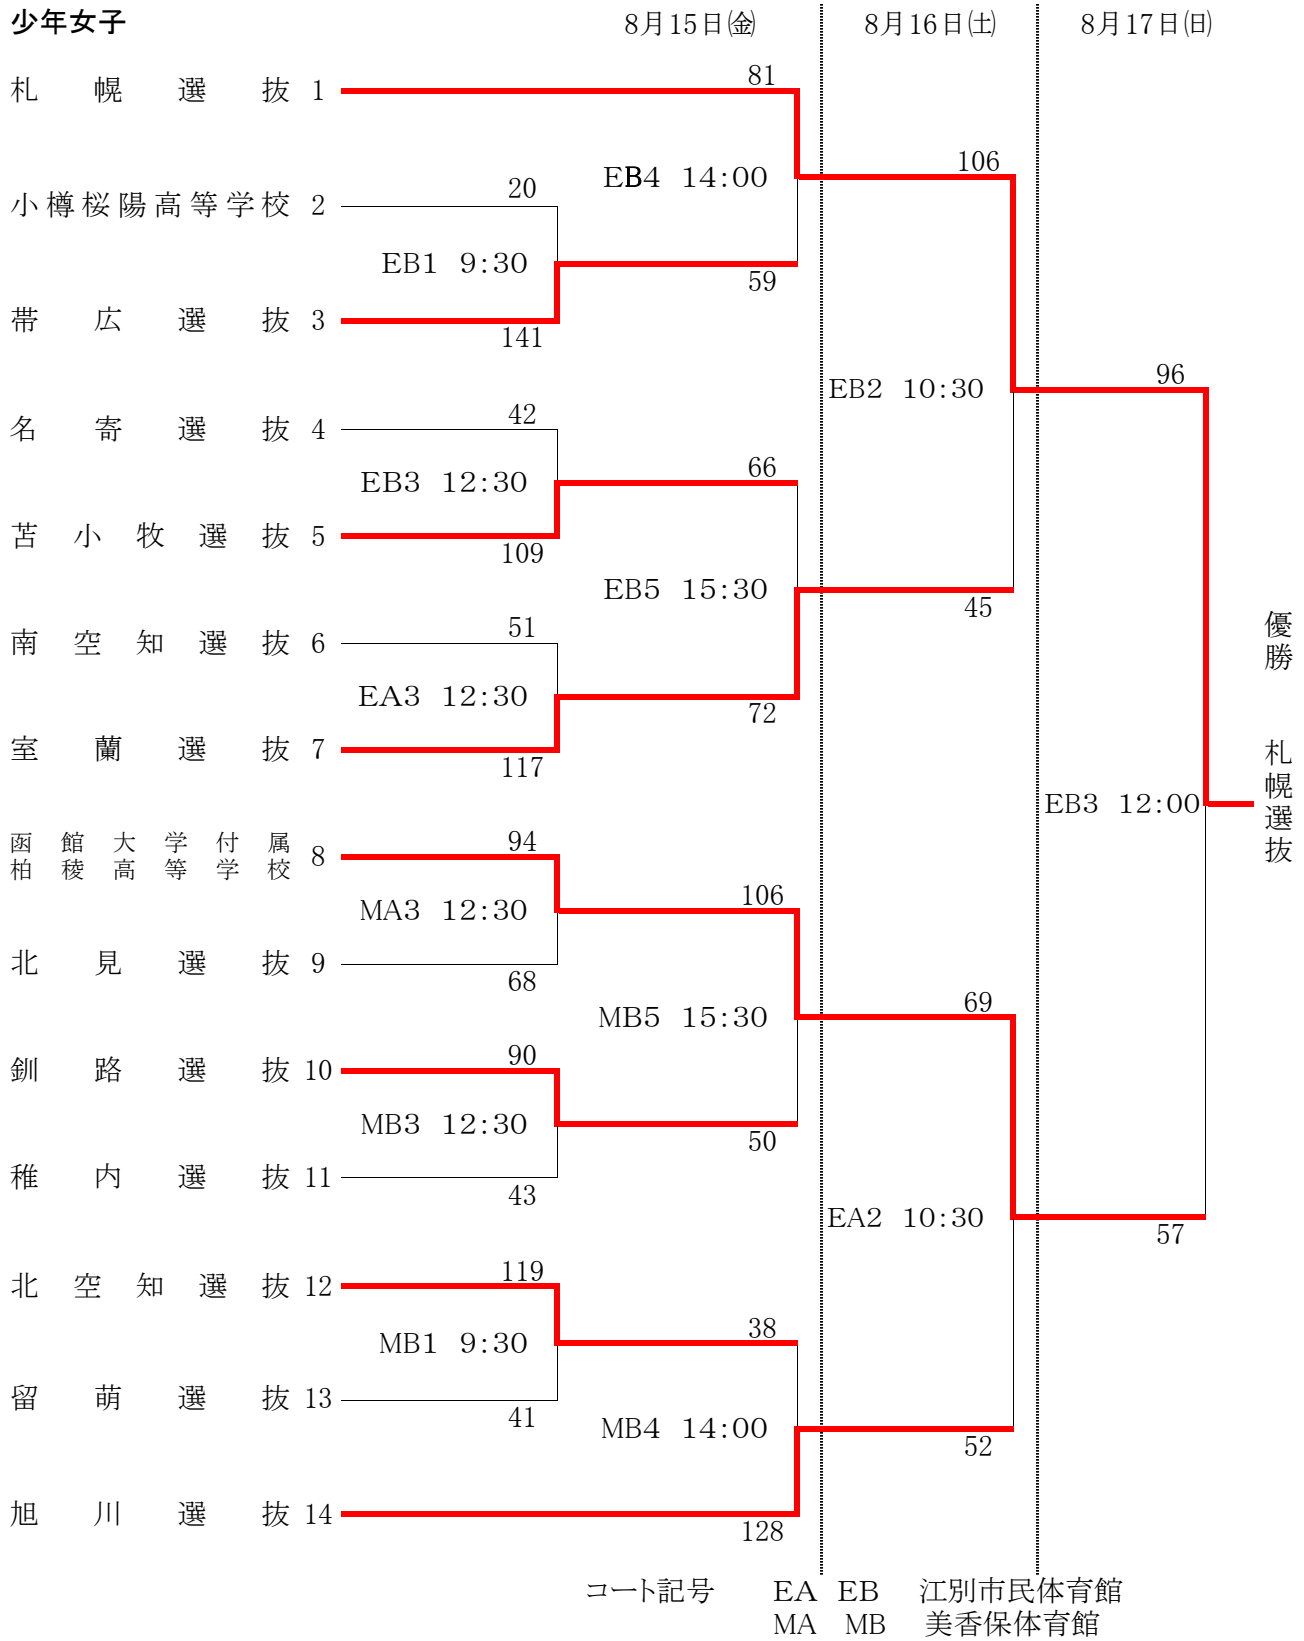 少年女子 8月15日㈮ 8月16日㈯ 8月17日㈰
81
札幌選抜 1
106
EB4 14:00
20
小樽桜陽高等学校 2
EB1 9:30
59
帯広選抜 3
141
96
EB2 10:30
42
名寄選抜 4
66
EB3 12:30
苫小牧選抜 5
109
EB5 15:30
45
51
南空知選抜 6
EA3 12:30
72
室蘭選抜 7
117
優勝 札幌選抜
EB3 12:00
94
函館大学付属
柏稜高等学校 8
106
MA3 12:30
北見選抜 9
68
69
MB5 15:30
90
釧路選抜 10
MB3 12:30
50
稚内選抜 11
43
EA2 10:30
57
119
北空知選抜 12
38
MB1 9:30
留萌選抜 13
41
MB4 14:00
52
旭川選抜 14
128
コート記号 EA EB 江別市民体育館
MA MB 美香保体育館